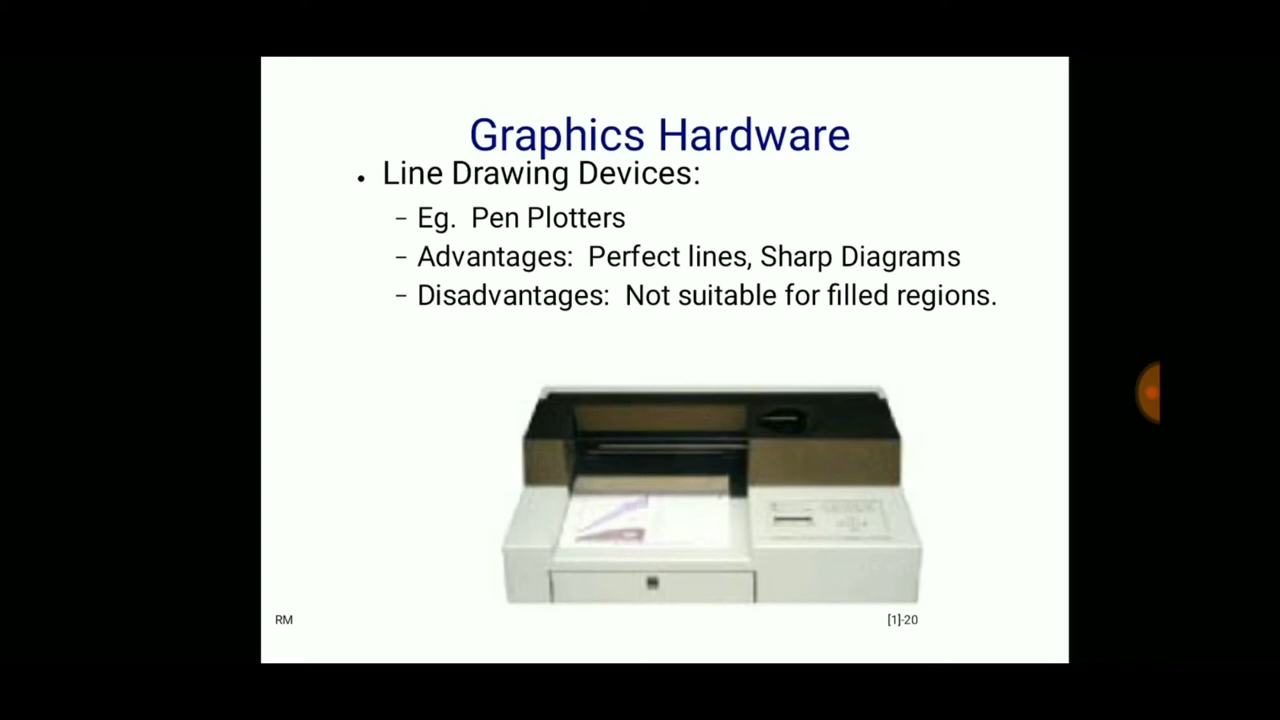 Graphics Hardware
• Line Drawing Devices:
– Eg. Pen Plotters
– Advantages: Perfect lines, Sharp Diagrams
– Disadvantages: Not suitable for filled regions.
RM
[1]-20